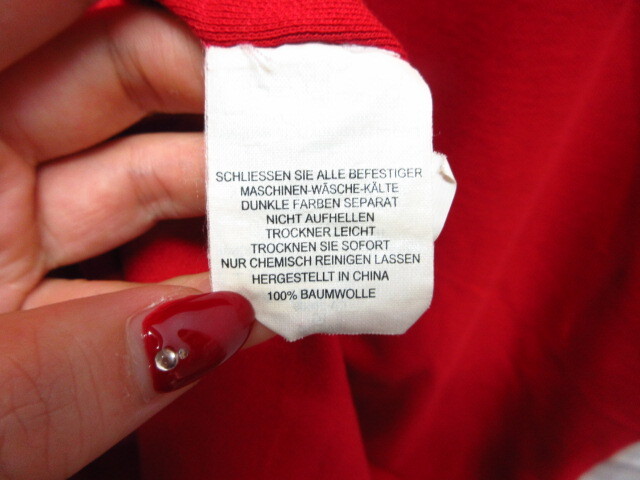 SCHLIESSEN SIE ALLE BEFESTIGER
MASCHINEN-WÄSCHE-KÄLTE
DUNKLE FARBEN SEPARAT
NICHT AUFHELLEN
TROCKNER LEICHT
TROCKNEN SIE SOFORT
NUR CHEMISCH REINIGEN LASSEN
HERGESTELLT IN CHINA
100% BAUMWOLLE